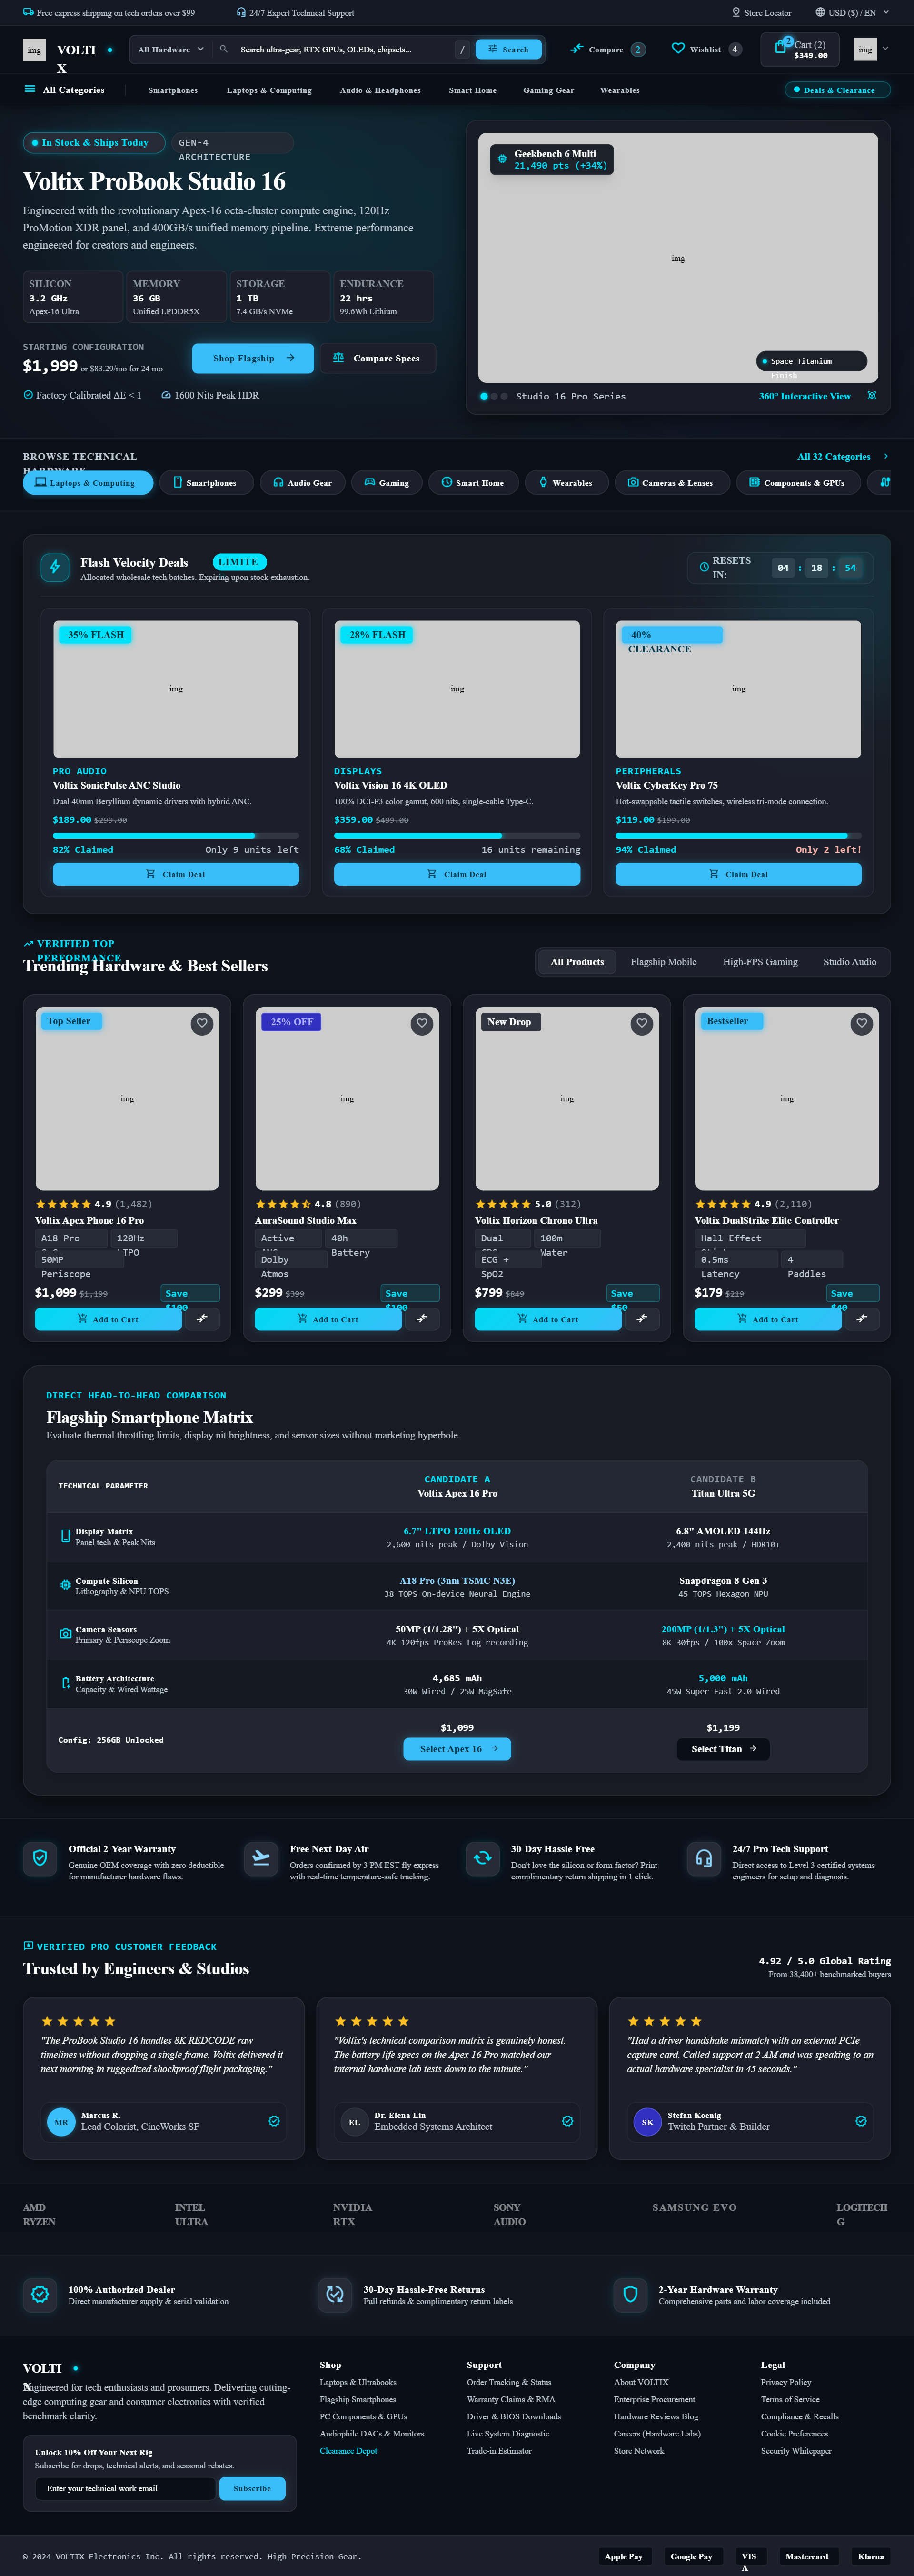 Free express shipping on tech orders over $99
24/7 Expert Technical Support
Store Locator
USD ($) / EN
img
VOLTI
X
All Hardware
Search ultra-gear, RTX GPUs, OLEDs, chipsets...
/
Search
Compare
2
Wishlist
4
2
Cart (2)
$349.00
img
All Categories
Smartphones
Laptops & Computing
Audio & Headphones
Smart Home
Gaming Gear
Wearables
Deals & Clearance
In Stock & Ships Today
GEN-4
ARCHITECTURE
Voltix ProBook Studio 16
Engineered with the revolutionary Apex-16 octa-cluster compute engine, 120Hz
ProMotion XDR panel, and 400GB/s unified memory pipeline. Extreme performance
engineered for creators and engineers.
SILICON
3.2 GHz
Apex-16 Ultra
MEMORY
36 GB
Unified LPDDR5X
STORAGE
1 TB
7.4 GB/s NVMe
ENDURANCE
22 hrs
99.6Wh Lithium
STARTING CONFIGURATION
$1,999 or $83.29/mo for 24 mo
Shop Flagship
Compare Specs
Factory Calibrated ΔE < 1
1600 Nits Peak HDR
Geekbench 6 Multi
21,490 pts (+34%)
img
Space Titanium
Finish
Studio 16 Pro Series
360° Interactive View
BROWSE TECHNICAL
HARDWARE
All 32 Categories
Laptops & Computing
Smartphones
Audio Gear
Gaming
Smart Home
Wearables
Cameras & Lenses
Components & GPUs
Flash Velocity Deals
LIMITE
Allocated wholesale tech batches. Expiring upon stock exhaustion.
RESETS
IN:
04 : 18 : 54
-35% FLASH
img
PRO AUDIO
Voltix SonicPulse ANC Studio
Dual 40mm Beryllium dynamic drivers with hybrid ANC.
$189.00 $299.00
82% Claimed
Only 9 units left
Claim Deal
-28% FLASH
img
DISPLAYS
Voltix Vision 16 4K OLED
100% DCI-P3 color gamut, 600 nits, single-cable Type-C.
$359.00 $499.00
68% Claimed
16 units remaining
Claim Deal
-40%
CLEARANCE
img
PERIPHERALS
Voltix CyberKey Pro 75
Hot-swappable tactile switches, wireless tri-mode connection.
$119.00 $199.00
94% Claimed
Only 2 left!
Claim Deal
VERIFIED TOP
PERFORMANCE
Trending Hardware & Best Sellers
All Products
Flagship Mobile
High-FPS Gaming
Studio Audio
Top Seller
img
4.9 (1,482)
Voltix Apex Phone 16 Pro
A18 Pro
120Hz
LTPO
50MP
Periscope
$1,099 $1,199
Save
$100
Add to Cart
-25% OFF
img
4.8 (890)
AuraSound Studio Max
Active
ANC
40h
Battery
Dolby
Atmos
$299 $399
Save
$100
Add to Cart
New Drop
img
5.0 (312)
Voltix Horizon Chrono Ultra
Dual
GPS
100m
Water
ECG +
SpO2
$799 $849
Save
$50
Add to Cart
Bestseller
img
4.9 (2,110)
Voltix DualStrike Elite Controller
Hall Effect
0.5ms
Latency
4
Paddles
$179 $219
Save
$40
Add to Cart
DIRECT HEAD-TO-HEAD COMPARISON
Flagship Smartphone Matrix
Evaluate thermal throttling limits, display nit brightness, and sensor sizes without marketing hyperbole.
TECHNICAL PARAMETER
CANDIDATE A
Voltix Apex 16 Pro
CANDIDATE B
Titan Ultra 5G
Display Matrix
Panel tech & Peak Nits
6.7" LTPO 120Hz OLED
2,600 nits peak / Dolby Vision
6.8" AMOLED 144Hz
2,400 nits peak / HDR10+
Compute Silicon
Lithography & NPU TOPS
A18 Pro (3nm TSMC N3E)
38 TOPS On-device Neural Engine
Snapdragon 8 Gen 3
45 TOPS Hexagon NPU
Camera Sensors
Primary & Periscope Zoom
50MP (1/1.28") + 5X Optical
4K 120fps ProRes Log recording
200MP (1/1.3") + 5X Optical
8K 30fps / 100x Space Zoom
Battery Architecture
Capacity & Wired Wattage
4,685 mAh
30W Wired / 25W MagSafe
5,000 mAh
45W Super Fast 2.0 Wired
Config: 256GB Unlocked
$1,099
Select Apex 16
$1,199
Select Titan
Official 2-Year Warranty
Genuine OEM coverage with zero deductible
for manufacturer hardware flaws.
Free Next-Day Air
Orders confirmed by 3 PM EST fly express
with real-time temperature-safe tracking.
30-Day Hassle-Free
Don't love the silicon or form factor? Print
complimentary return shipping in 1 click.
24/7 Pro Tech Support
Direct access to Level 3 certified systems
engineers for setup and diagnosis.
VERIFIED PRO CUSTOMER FEEDBACK
Trusted by Engineers & Studios
4.92 / 5.0 Global Rating
From 38,400+ benchmarked buyers
"The ProBook Studio 16 handles 8K REDCODE raw
timelines without dropping a single frame. Voltix delivered it
next morning in ruggedized shockproof flight packaging."
MR
Marcus R.
Lead Colorist, CineWorks SF
"Voltix's technical comparison matrix is genuinely honest.
The battery life specs on the Apex 16 Pro matched our
internal hardware lab tests down to the minute."
EL
Dr. Elena Lin
Embedded Systems Architect
"Had a driver handshake mismatch with an external PCIe
capture card. Called support at 2 AM and was speaking to an
actual hardware specialist in 45 seconds."
SK
Stefan Koenig
Twitch Partner & Builder
AMD
RYZEN
INTEL
ULTRA
NVIDIA
RTX
SONY
AUDIO
SAMSUNG EVO
LOGITECH
G
100% Authorized Dealer
Direct manufacturer supply & serial validation
30-Day Hassle-Free Returns
Full refunds & complimentary return labels
2-Year Hardware Warranty
Comprehensive parts and labor coverage included
VOLTI
X
Engineered for tech enthusiasts and prosumers. Delivering cutting-
edge computing gear and consumer electronics with verified
benchmark clarity.
Unlock 10% Off Your Next Rig
Subscribe for drops, technical alerts, and seasonal rebates.
Enter your technical work email
Subscribe
Shop
Laptops & Ultrabooks
Flagship Smartphones
PC Components & GPUs
Audiophile DACs & Monitors
Clearance Depot
Support
Order Tracking & Status
Warranty Claims & RMA
Driver & BIOS Downloads
Live System Diagnostic
Trade-in Estimator
Company
About VOLTIX
Enterprise Procurement
Hardware Reviews Blog
Careers (Hardware Labs)
Store Network
Legal
Privacy Policy
Terms of Service
Compliance & Recalls
Cookie Preferences
Security Whitepaper
© 2024 VOLTIX Electronics Inc. All rights reserved. High-Precision Gear.
Apple Pay
Google Pay
VIS
A
Mastercard
Klarna